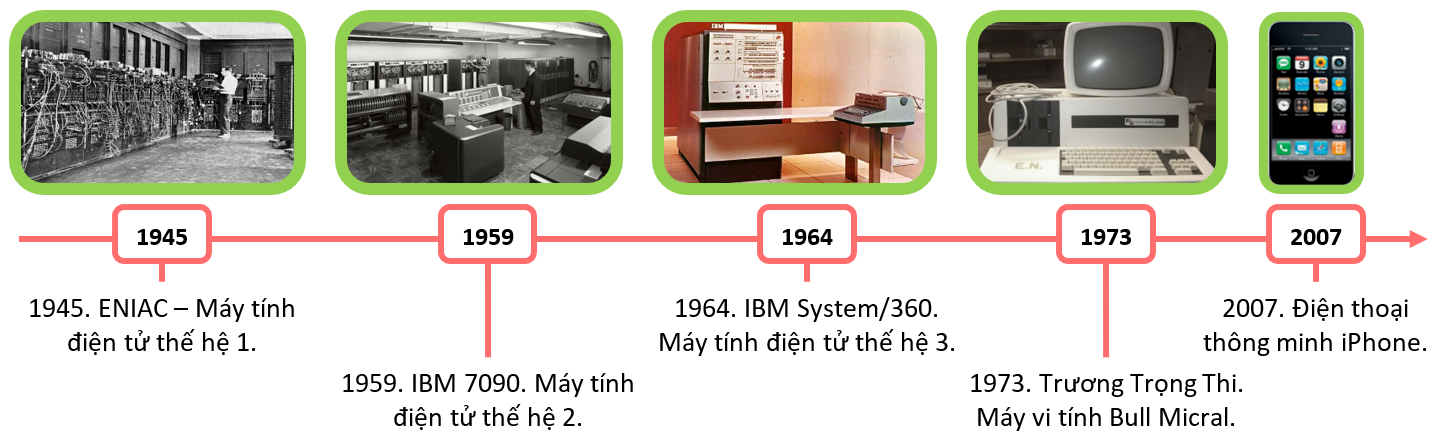 IBM
E.N.
1945
1959
1964
1973
2007
1945. ENIAC – Máy tính
điện tử thế hệ 1.
1959. IBM 7090. Máy tính
điện tử thế hệ 2.
1964. IBM System/360.
Máy tính điện tử thế hệ 3.
1973. Trương Trọng Thi.
Máy vi tính Bull Micral.
2007. Điện thoại
thông minh iPhone.